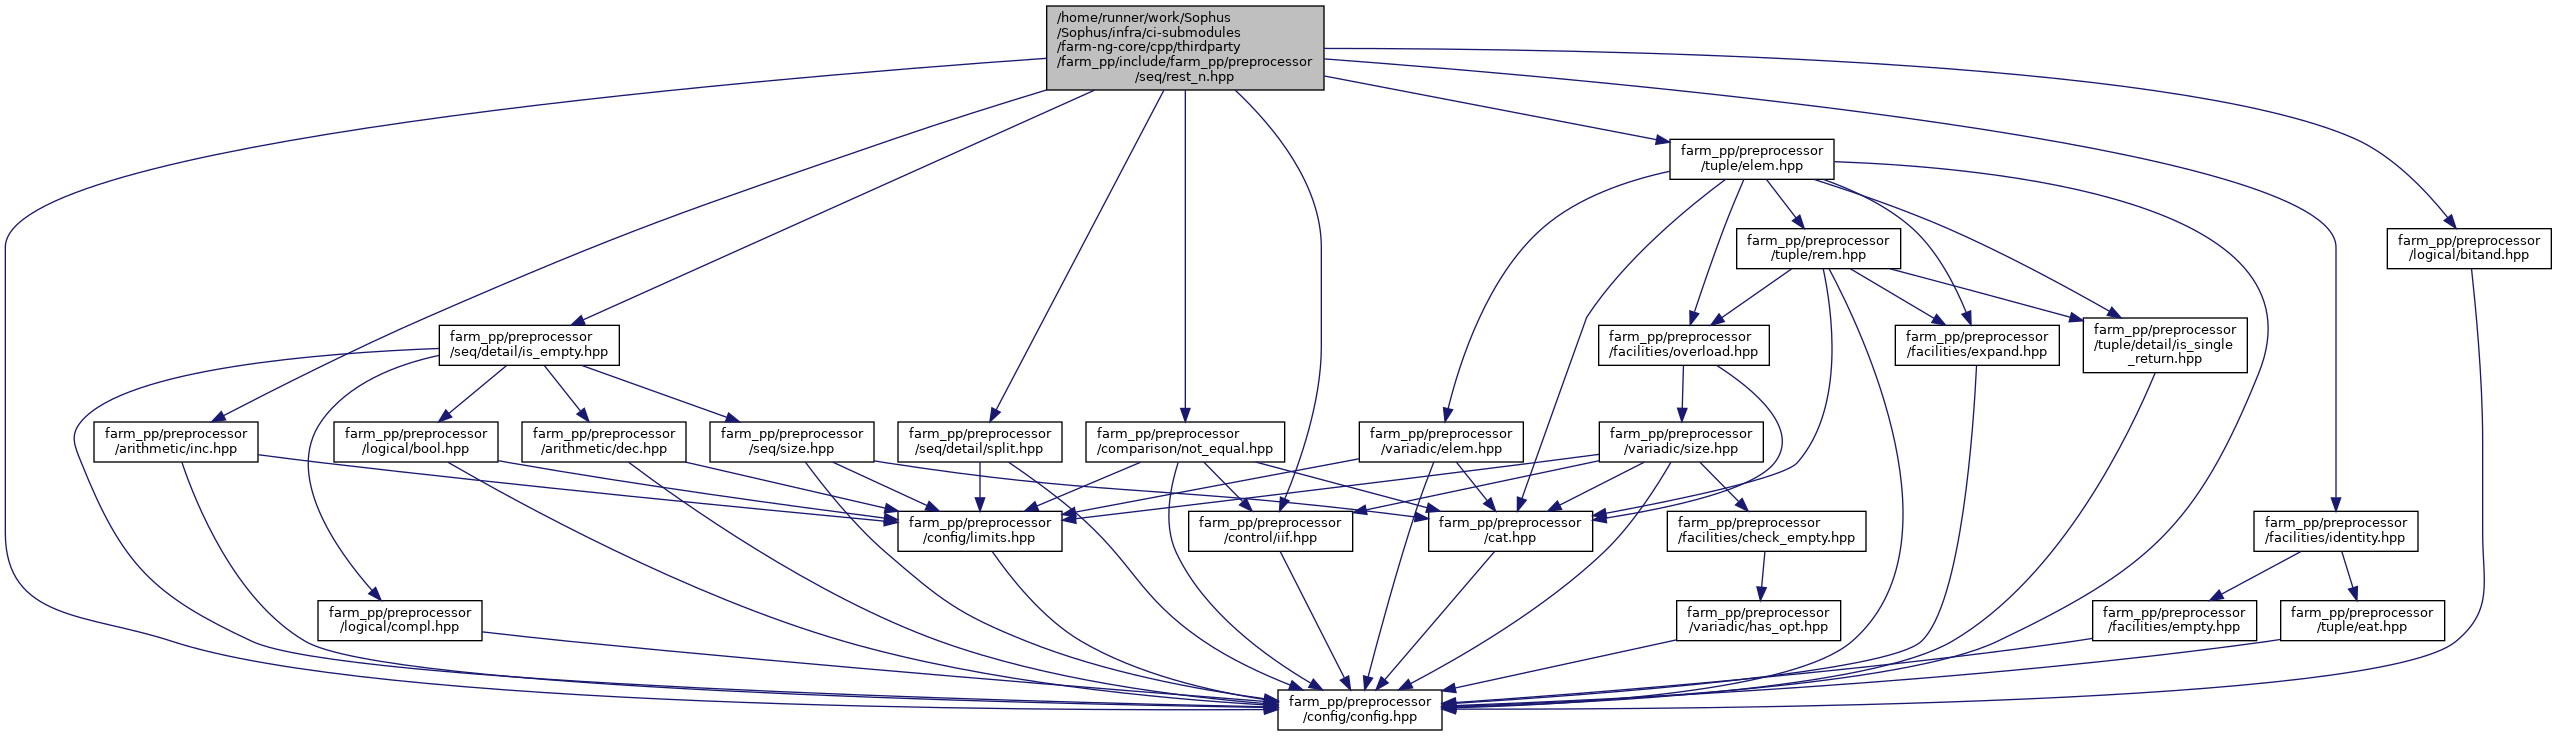 /home/runner/work/Sophus
/Sophus/infra/ci-submodules
/farm-ng-core/cpp/thirdparty
/farm_pp/include/farm_pp/preprocessor
/seq/rest_n.hpp
farm_pp/preprocessor
/tuple/elem.hpp
farm_pp/preprocessor
/tuple/rem.hpp
farm_pp/preprocessor
/logical/bitand.hpp
farm_pp/preprocessor
/seq/detail/is_empty.hpp
farm_pp/preprocessor
/facilities/overload.hpp
farm_pp/preprocessor
/facilities/expand.hpp
farm_pp/preprocessor
/tuple/detail/is_single
_return.hpp
farm_pp/preprocessor
/arithmetic/inc.hpp
farm_pp/preprocessor
/logical/bool.hpp
farm_pp/preprocessor
/arithmetic/dec.hpp
farm_pp/preprocessor
/seq/size.hpp
farm_pp/preprocessor
/seq/detail/split.hpp
farm_pp/preprocessor
/comparison/not_equal.hpp
farm_pp/preprocessor
/variadic/elem.hpp
farm_pp/preprocessor
/variadic/size.hpp
farm_pp/preprocessor
/config/limits.hpp
farm_pp/preprocessor
/control/iif.hpp
farm_pp/preprocessor
/cat.hpp
farm_pp/preprocessor
/facilities/check_empty.hpp
farm_pp/preprocessor
/facilities/identity.hpp
farm_pp/preprocessor
/logical/compl.hpp
farm_pp/preprocessor
/variadic/has_opt.hpp
farm_pp/preprocessor
/facilities/empty.hpp
farm_pp/preprocessor
/tuple/eat.hpp
farm_pp/preprocessor
/config/config.hpp